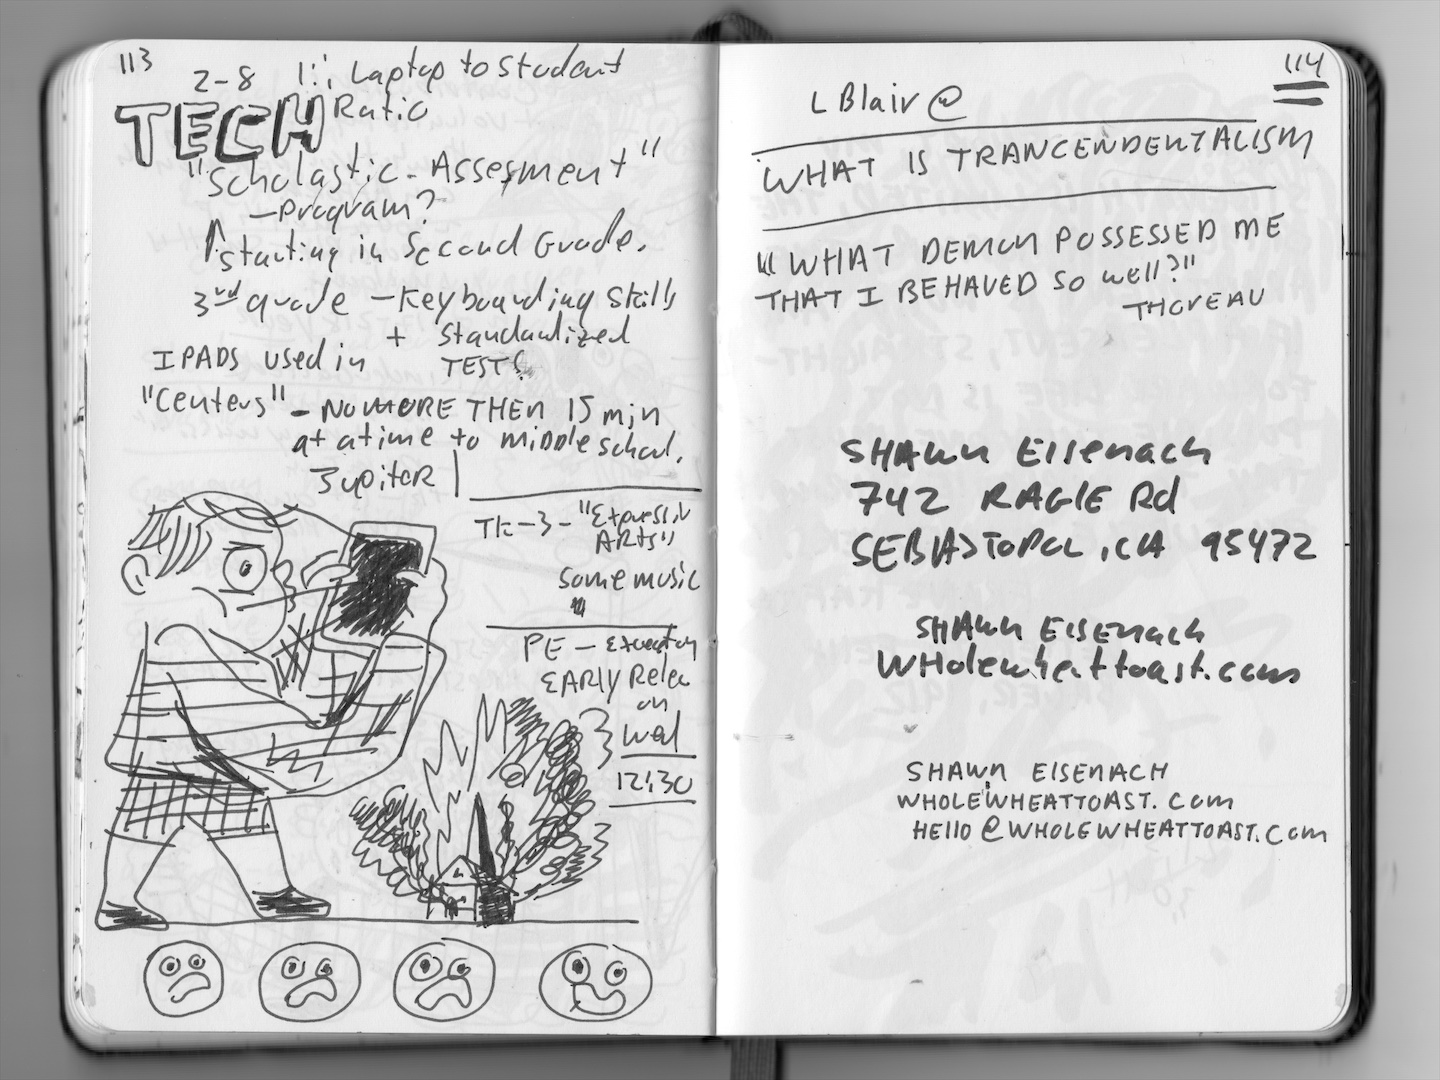 113
2-8 1:1 Laptop to Student
TECH Ratio
"Scholastic - Assesment"
- Program?
starting in Second Grade.
3rd grade - Keyboarding Skills
+ Standardized
IPADS used in TESTS
"Centers" - NO MORE THEN 15 min
at a time to middle school.
Jupiter
TK-3 - "Expressiv
ARts"
Some music
PE -
EARLY Relea
on
Wed
12:30
114
L Blair @
WHAT IS TRANCENDENTALISM
"WHAT DEMON POSSESSED ME
THAT I BEHAVED SO well?"
THOREAU
SHAWN EISENACH
742 RAGLE Rd
SEBASTOPOL, CA 95472
SHAWN EISENACH
Wholewheattoast.com
SHAWN EISENACH
WHOLEWHEATTOAST.COM
HELLO@WHOLEWHEATTOAST.COM